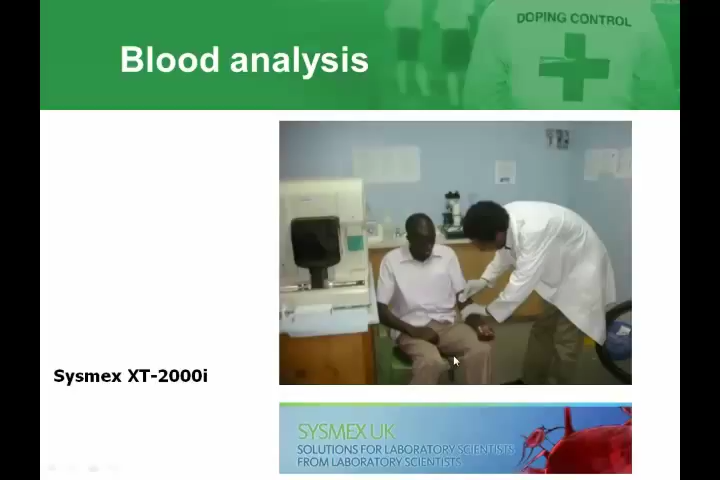 DOPING CONTROL
Blood analysis
Sysmex XT-2000i
SYSMEX UK
SOLUTIONS FOR LABORATORY SCIENTISTS
FROM LABORATORY SCIENTISTS